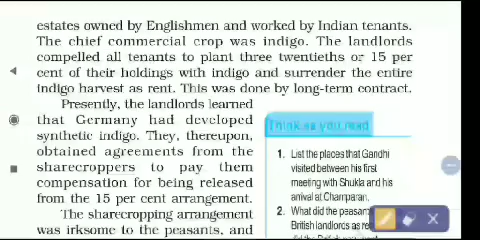 estates owned by Englishmen and worked by Indian tenants.
The chief commercial crop was indigo. The landlords
compelled all tenants to plant three twentieths or 15 per
cent of their holdings with indigo and surrender the entire
indigo harvest as rent. This was done by long-term contract.
Presently, the landlords learned
that Germany had developed
synthetic indigo. They, thereupon,
obtained agreements from the
sharecroppers to pay them
compensation for being released
from the 15 per cent arrangement.
The sharecropping arrangement
was irksome to the peasants, and
Think as you read
1. List the places that Gandhi
visited between his first
meeting with Shukla and his
arrival at Champaran.
2. What did the peasant
British landlords as re